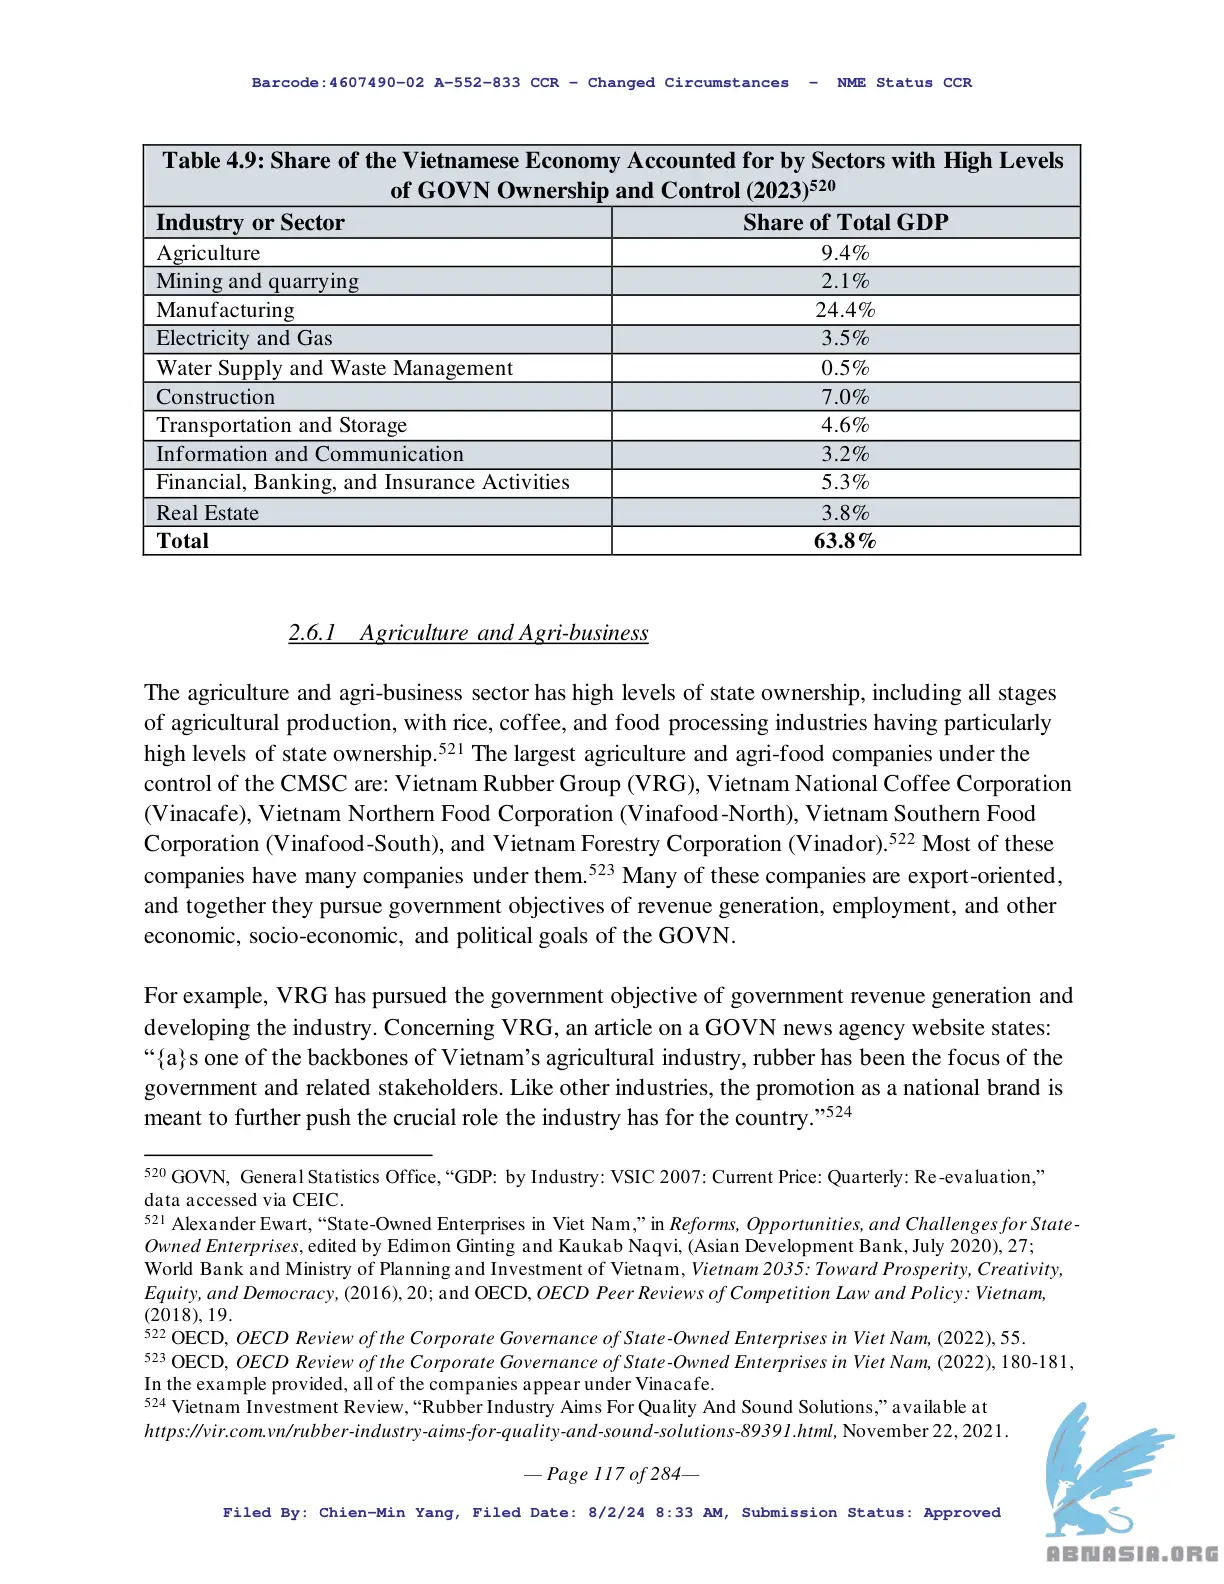 Barcode:4607490-02 A-552-833 CCR - Changed Circumstances - NME Status CCR
Table 4.9: Share of the Vietnamese Economy Accounted for by Sectors with High Levels
of GOVN Ownership and Control (2023)520
Industry or Sector Share of Total GDP
Agriculture 9.4%
Mining and quarrying 2.1%
Manufacturing 24.4%
Electricity and Gas 3.5%
Water Supply and Waste Management 0.5%
Construction 7.0%
Transportation and Storage 4.6%
Information and Communication 3.2%
Financial, Banking, and Insurance Activities 5.3%
Real Estate 3.8%
Total 63.8%
2.6.1 Agriculture and Agri-business
The agriculture and agri-business sector has high levels of state ownership, including all stages
of agricultural production, with rice, coffee, and food processing industries having particularly
high levels of state ownership.521 The largest agriculture and agri-food companies under the
control of the CMSC are: Vietnam Rubber Group (VRG), Vietnam National Coffee Corporation
(Vinacafe), Vietnam Northern Food Corporation (Vinafood-North), Vietnam Southern Food
Corporation (Vinafood-South), and Vietnam Forestry Corporation (Vinador).522 Most of these
companies have many companies under them.523 Many of these companies are export-oriented,
and together they pursue government objectives of revenue generation, employment, and other
economic, socio-economic, and political goals of the GOVN.
For example, VRG has pursued the government objective of government revenue generation and
developing the industry. Concerning VRG, an article on a GOVN news agency website states:
“{a}s one of the backbones of Vietnam’s agricultural industry, rubber has been the focus of the
government and related stakeholders. Like other industries, the promotion as a national brand is
meant to further push the crucial role the industry has for the country.”524
520 GOVN, General Statistics Office, “GDP: by Industry: VSIC 2007: Current Price: Quarterly: Re-evaluation,”
data accessed via CEIC.
521 Alexander Ewart, “State-Owned Enterprises in Viet Nam,” in Reforms, Opportunities, and Challenges for State-
Owned Enterprises, edited by Edimon Ginting and Kaukab Naqvi, (Asian Development Bank, July 2020), 27;
World Bank and Ministry of Planning and Investment of Vietnam, Vietnam 2035: Toward Prosperity, Creativity,
Equity, and Democracy, (2016), 20; and OECD, OECD Peer Reviews of Competition Law and Policy: Vietnam,
(2018), 19.
522 OECD, OECD Review of the Corporate Governance of State-Owned Enterprises in Viet Nam, (2022), 55.
523 OECD, OECD Review of the Corporate Governance of State-Owned Enterprises in Viet Nam, (2022), 180-181,
In the example provided, all of the companies appear under Vinacafe.
524 Vietnam Investment Review, “Rubber Industry Aims For Quality And Sound Solutions,” available at
https://vir.com.vn/rubber-industry-aims-for-quality-and-sound-solutions-89391.html, November 22, 2021.
— Page 117 of 284—
Filed By: Chien-Min Yang, Filed Date: 8/2/24 8:33 AM, Submission Status: Approved
ABNASIA.ORG